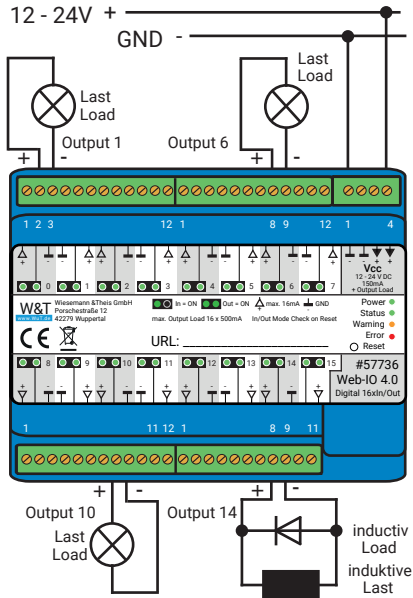 12 - 24V +
GND -
Last
Load
Output 1
+ -
Last
Load
Output 6
+ -
1 2 3 12 1 8 9 12 1 4
+ - - + + - - + + - - + + - - + - - + +
0 1 2 3 4 5 6 7
Vcc
12 - 24 V DC
150mA
+ Output Load
W&T
www.WuT.de
Wiesemann &Theis GmbH
Porschestraße 12
42279 Wuppertal
In = ON Out = ON max. 16mA GND
max. Output Load 16 x 500mA In/Out Mode Check on Reset
Power
Status
Warning
Error
Reset
CE
URL:
8 9 10 11 12 13 14 15
+ - - + + - - + + - - + + - - +
#57736
Web-IO 4.0
Digital 16xIn/Out
1 11 12 1 8 9 11
+ -
Output 10
Last
Load
+ -
Output 14
inductiv
Load
induktive
Last